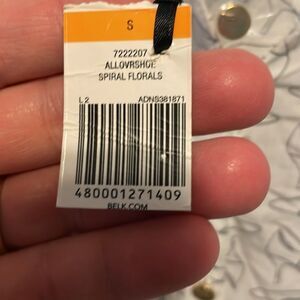 S
7222207
ALLOVRSHOE
SPIRAL FLORALS
L 2 ADNS381871
480001271409
BELK.COM